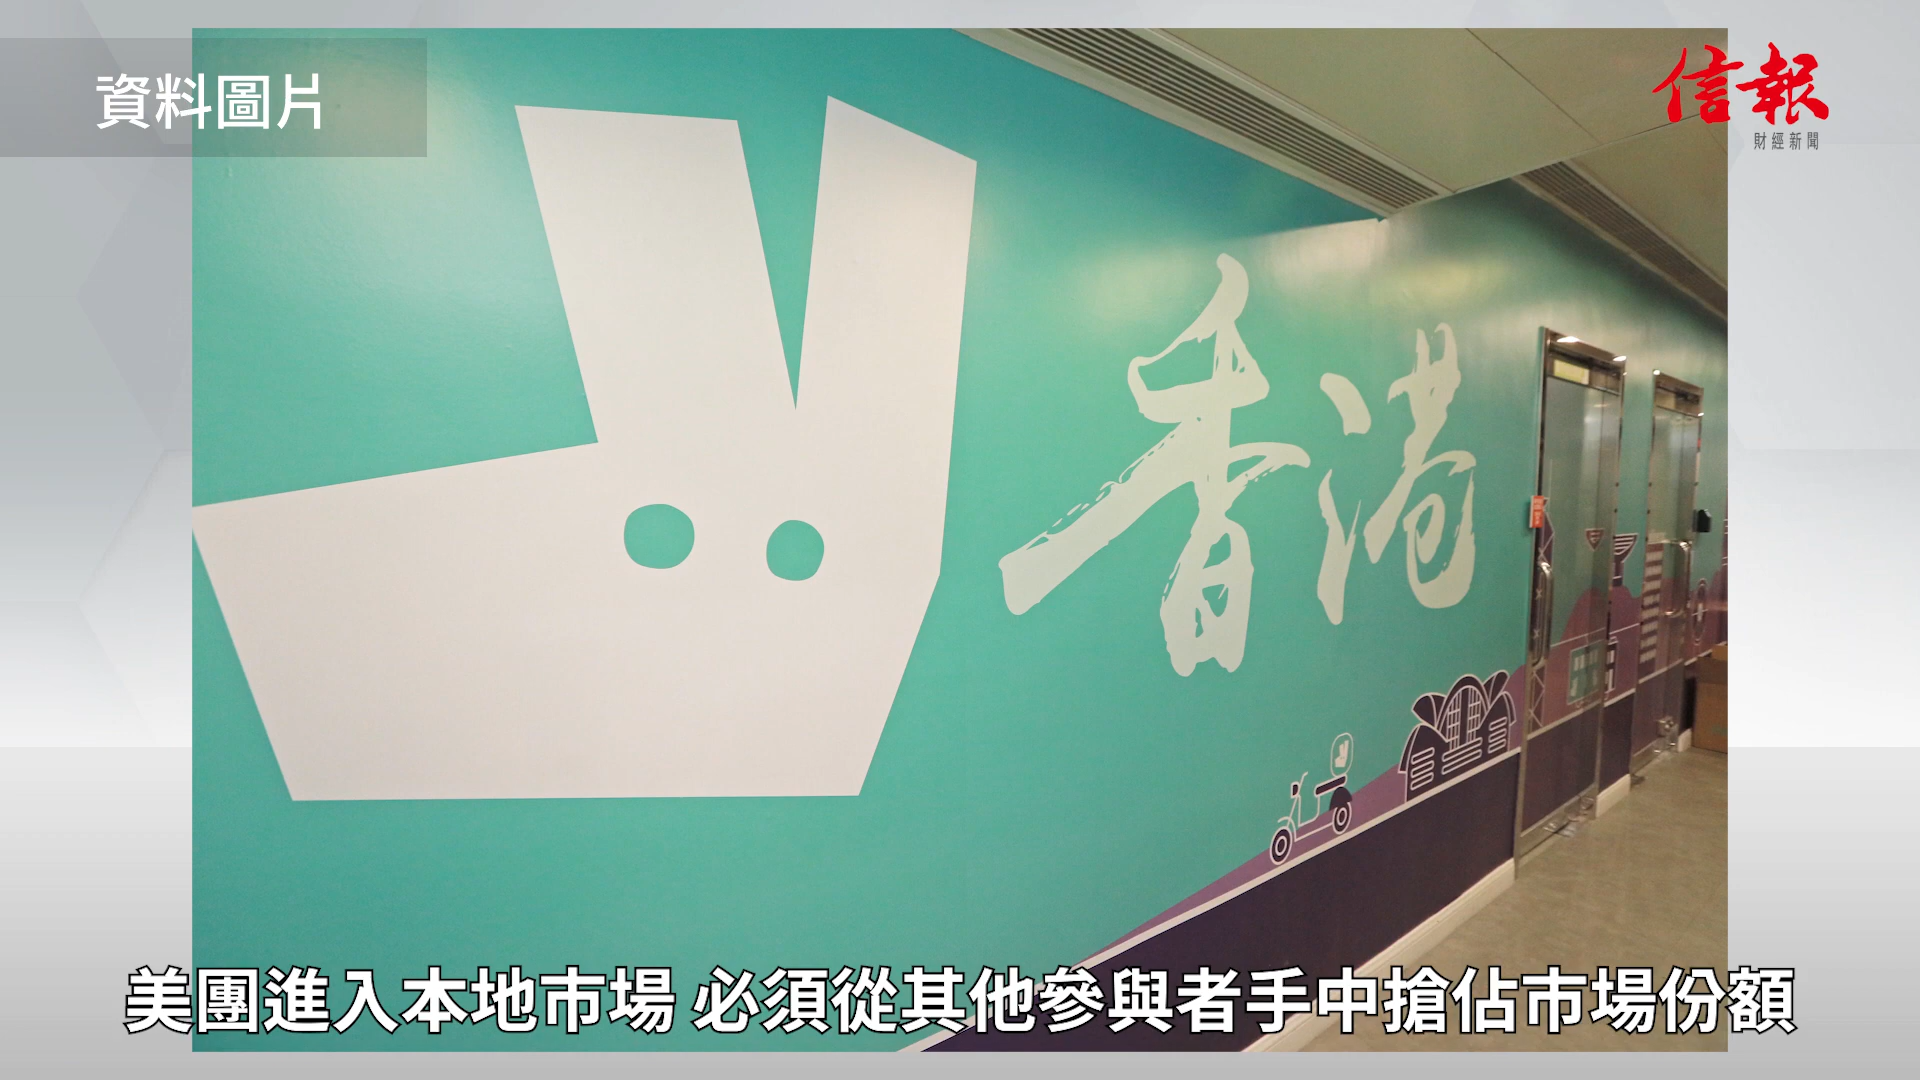 資料圖片
信報
財經新聞
香港
美團進入本地市場 必須從其他參與者手中搶佔市場份額